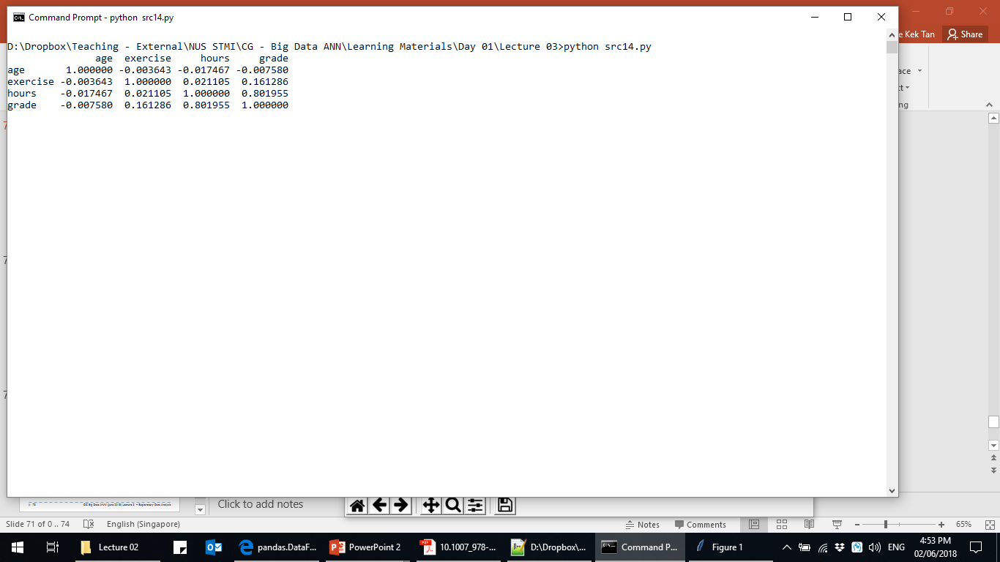 Command Prompt - python  src14.py
e Kek Tan Share
D:\Dropbox\Teaching - External\NUS STMI\CG - Big Data ANN\Learning Materials\Day 01\Lecture 03>python src14.py
               age  exercise     hours     grade
age       1.000000 -0.003643 -0.017467 -0.007580
exercise -0.003643  1.000000  0.021105  0.161286
hours    -0.017467  0.021105  1.000000  0.801955
grade    -0.007580  0.161286  0.801955  1.000000
ace
ct
ng
7
7
7
Click to add notes
Slide 71 of 0 .. 74 English (Singapore) Notes Comments 65%
Lecture 02 pandas.DataF... PowerPoint 2 10.1007_978-... D:\Dropbox\... Command P... Figure 1 ENG 4:53 PM
02/06/2018